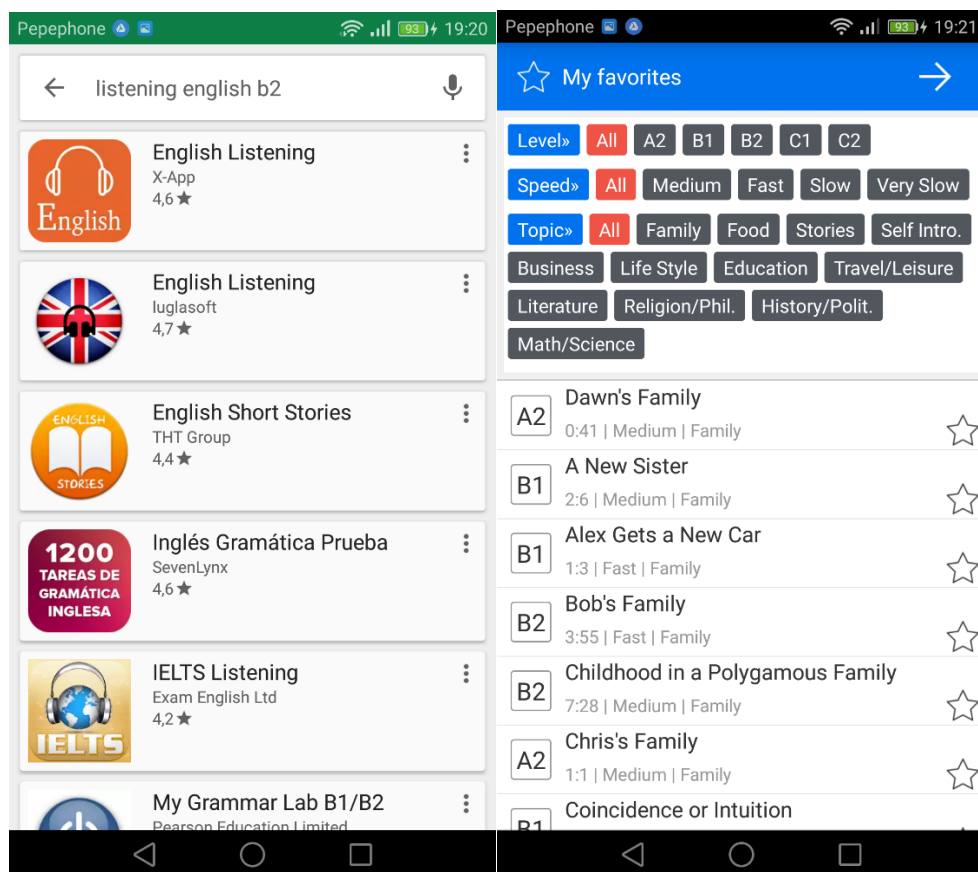 Pepephone 93 19:20
listening english b2
English
English Listening
X-App
4,6
English Listening
luglasoft
4,7
ENGLISH
STORIES
English Short Stories
THT Group
4,4
1200
TAREAS DE
GRAMÁTICA
INGLESA
Inglés Gramática Prueba
SevenLynx
4,6
IELTS
IELTS Listening
Exam English Ltd
4,2
My Grammar Lab B1/B2
Pearson Education Limited
Pepephone 93 19:21
My favorites
Level» All A2 B1 B2 C1 C2
Speed» All Medium Fast Slow Very Slow
Topic» All Family Food Stories Self Intro.
Business Life Style Education Travel/Leisure
Literature Religion/Phil. History/Polit.
Math/Science
A2 Dawn's Family
0:41 | Medium | Family
B1 A New Sister
2:6 | Medium | Family
B1 Alex Gets a New Car
1:3 | Fast | Family
B2 Bob's Family
3:55 | Fast | Family
B2 Childhood in a Polygamous Family
7:28 | Medium | Family
A2 Chris's Family
1:1 | Medium | Family
B1 Coincidence or Intuition